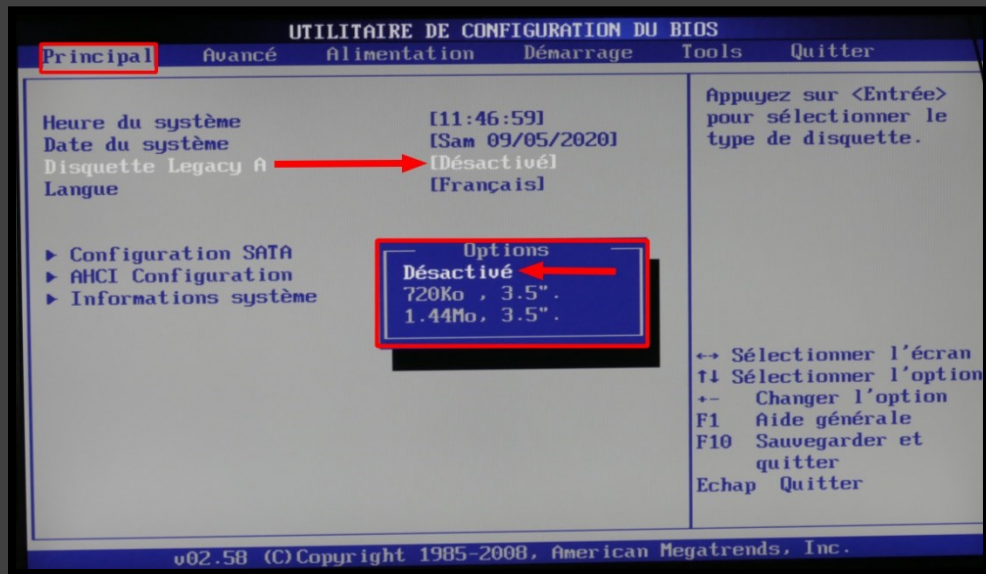 UTILITAIRE DE CONFIGURATION DU BIOS
Principal Avancé Alimentation Démarrage Tools Quitter
Heure du système [11:46:59]
Date du système [Sam 09/05/2020]
Disquette Legacy A [Désactivé]
Langue [Français]
► Configuration SATA
► AHCI Configuration
► Informations système
Options
Désactivé
720Ko , 3.5".
1.44Mo, 3.5".
Appuyez sur <Entrée>
pour sélectionner le
type de disquette.
↔ Sélectionner l'écran
↑↓ Sélectionner l'option
+- Changer l'option
F1 Aide générale
F10 Sauvegarder et
quitter
Echap Quitter
v02.58 (C)Copyright 1985-2008, American Megatrends, Inc.